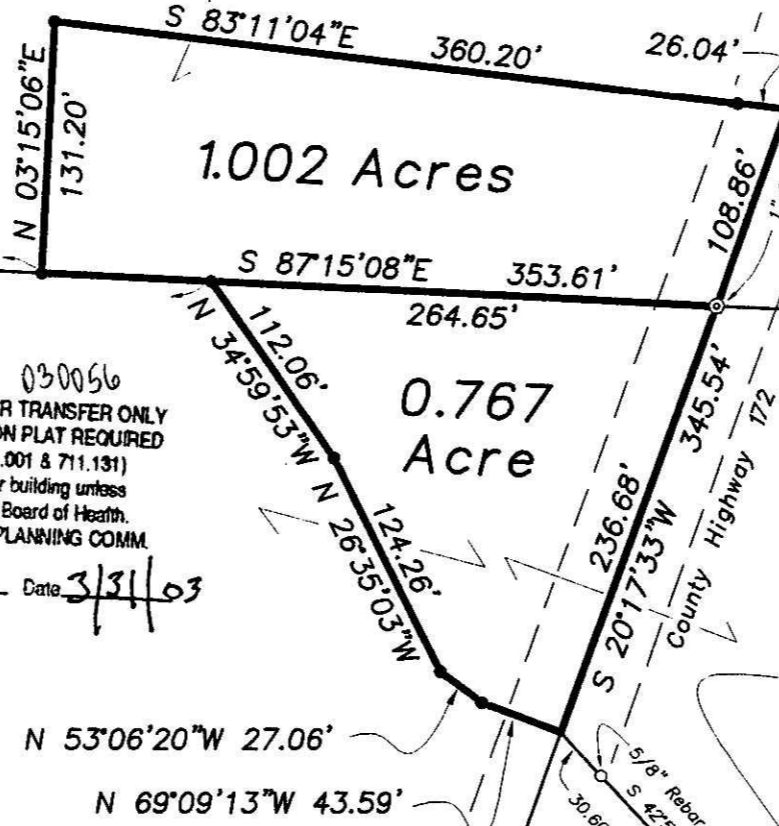 S 83°11'04"E 360.20' 26.04'
N 03°15'06"E
131.20'
1.002 Acres
108.86'
1"
S 87°15'08"E 353.61'
264.65'
112.06'
N 34°59'53"W
0.767
Acre
345.54'
236.68'
S 20°17'33"W
County Highway 172
030056
R TRANSFER ONLY
ON PLAT REQUIRED
.001 & 711.131)
r building unless
Board of Health.
PLANNING COMM.
Date 3/31/03
124.26'
N 26°35'03"W
N 53°06'20"W 27.06'
N 69°09'13"W 43.59'
5/8" Rebar
30.60
S 42°